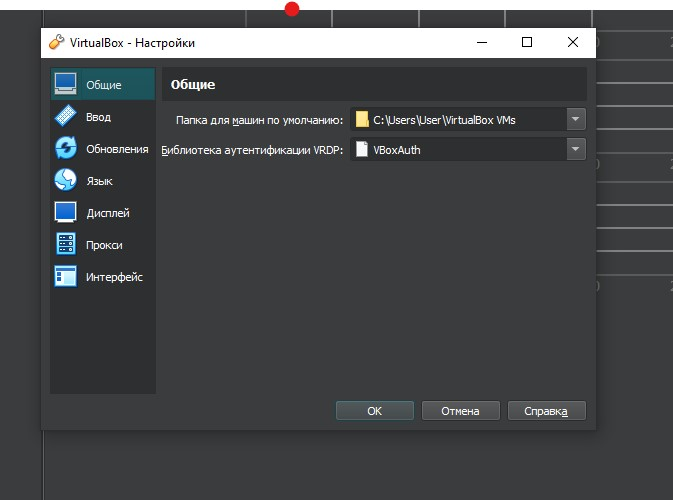 VirtualBox - Настройки
Общие
Ввод
Обновления
Язык
Дисплей
Прокси
Интерфейс
Общие
Папка для машин по умолчанию: C:\Users\User\VirtualBox VMs
Библиотека аутентификации VRDP: VBoxAuth
OK
Отмена
Справка